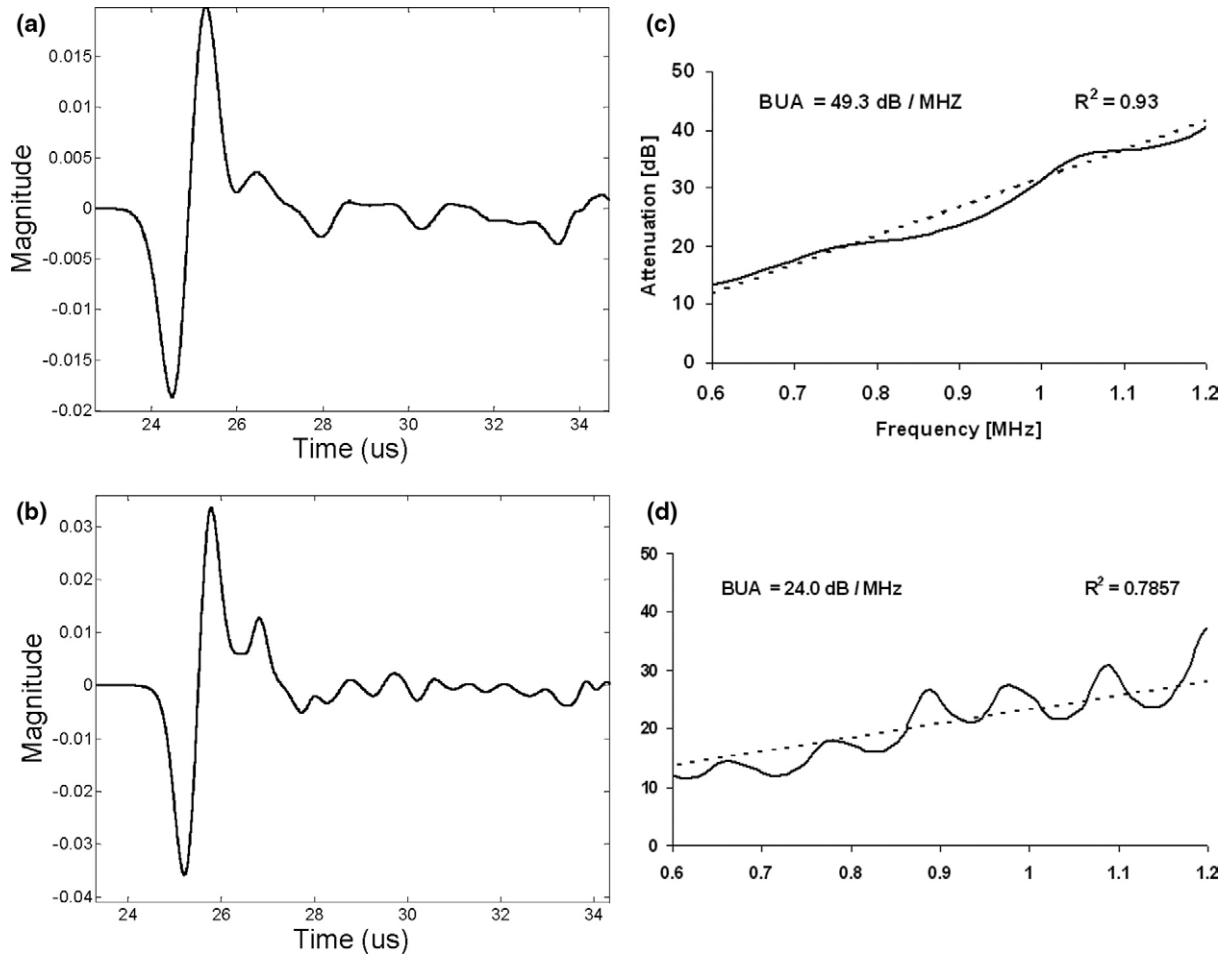 (a)
0.015
0.01
0.005
0
-0.005
-0.01
-0.015
-0.02
Magnitude
24 26 28 30 32 34
Time (us)
(c)
50
40
30
20
10
0
Attenuation [dB]
BUA = 49.3 dB / MHZ R² = 0.93
0.6 0.7 0.8 0.9 1 1.1 1.2
Frequency [MHz]
(b)
0.03
0.02
0.01
0
-0.01
-0.02
-0.03
-0.04
Magnitude
24 26 28 30 32 34
Time (us)
(d)
50
40
30
20
10
0
BUA = 24.0 dB / MHz R² = 0.7857
0.6 0.7 0.8 0.9 1 1.1 1.2